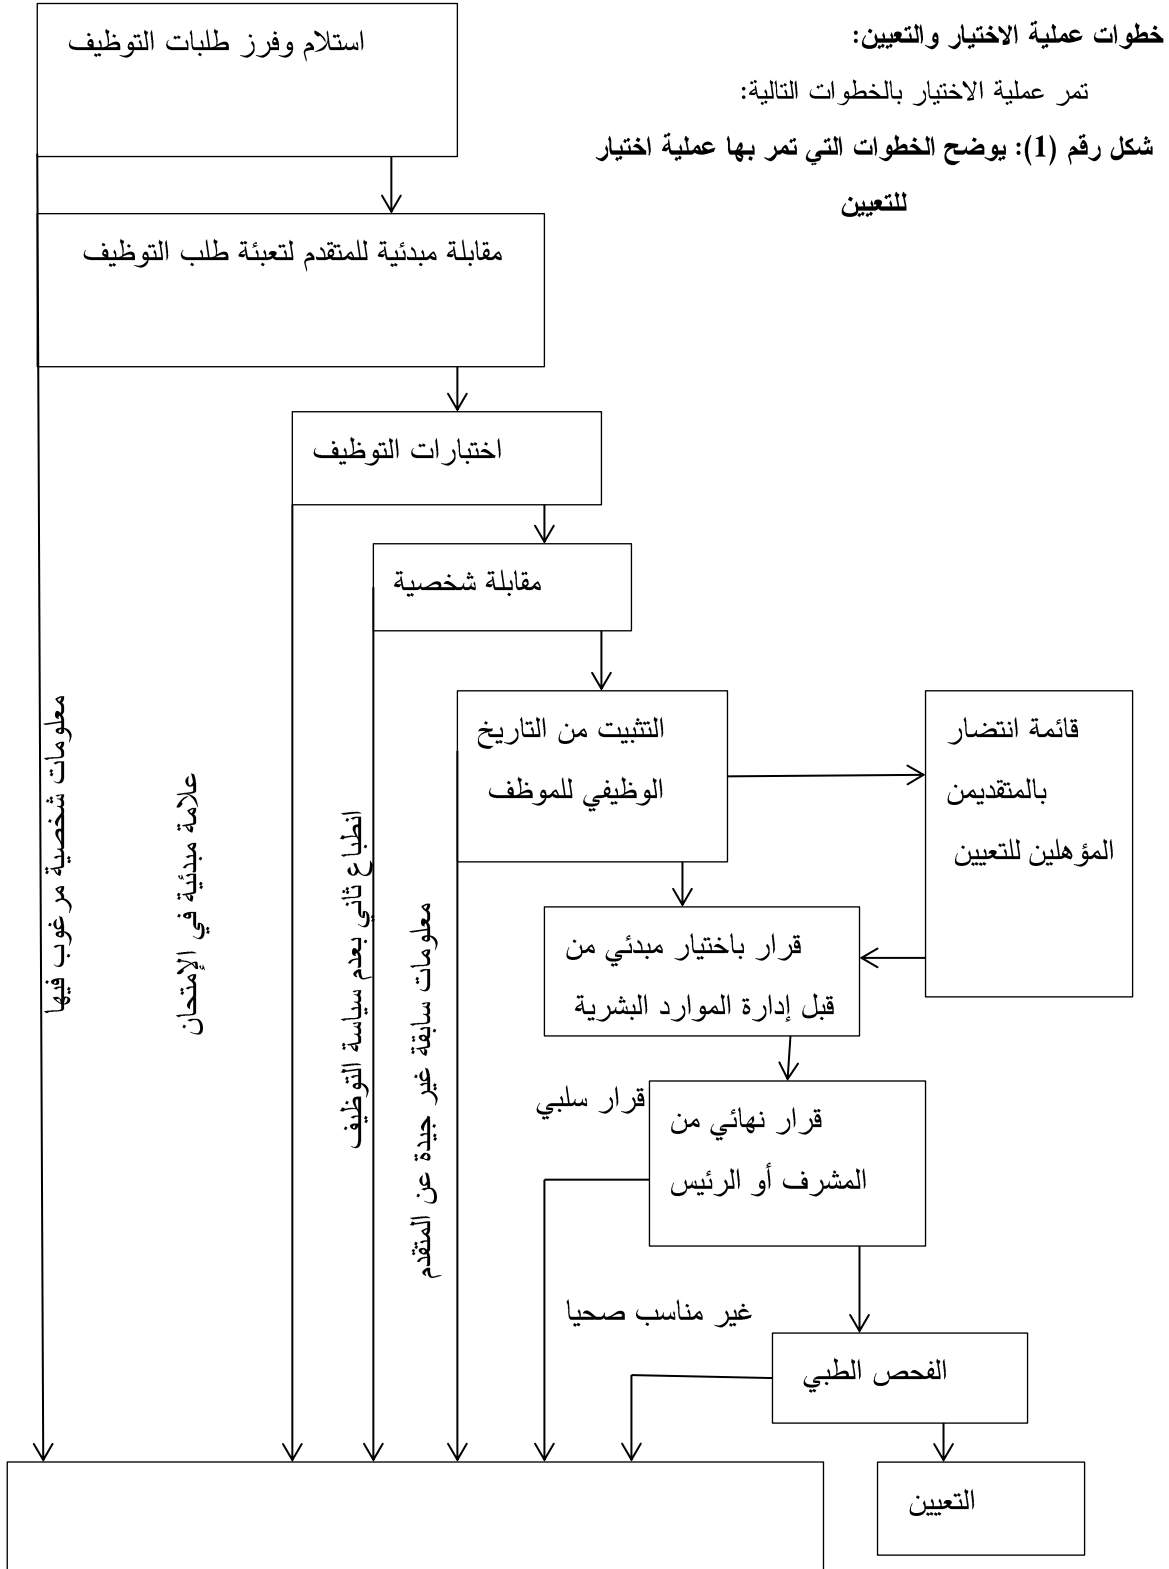 خطوات عملية الاختيار والتعيين:
تمر عملية الاختيار بالخطوات التالية:
شكل رقم (1): يوضح الخطوات التي تمر بها عملية اختيار
للتعيين
استلام وفرز طلبات التوظيف
مقابلة مبدئية للمتقدم لتعبئة طلب التوظيف
اختبارات التوظيف
مقابلة شخصية
التثبيت من التاريخ
الوظيفي للموظف
قائمة انتضار
بالمتقديمن
المؤهلين للتعيين
قرار باختيار مبدئي من
قبل إدارة الموارد البشرية
قرار نهائي من
المشرف أو الرئيس
قرار سلبي
الفحص الطبي
غير مناسب صحيا
التعيين
معلومات شخصية مرغوب فيها
علامة مبدئية في الإمتحان
انطباع ثاني بعدم سياسة التوظيف
معلومات سابقة غير جيدة عن المتقدم